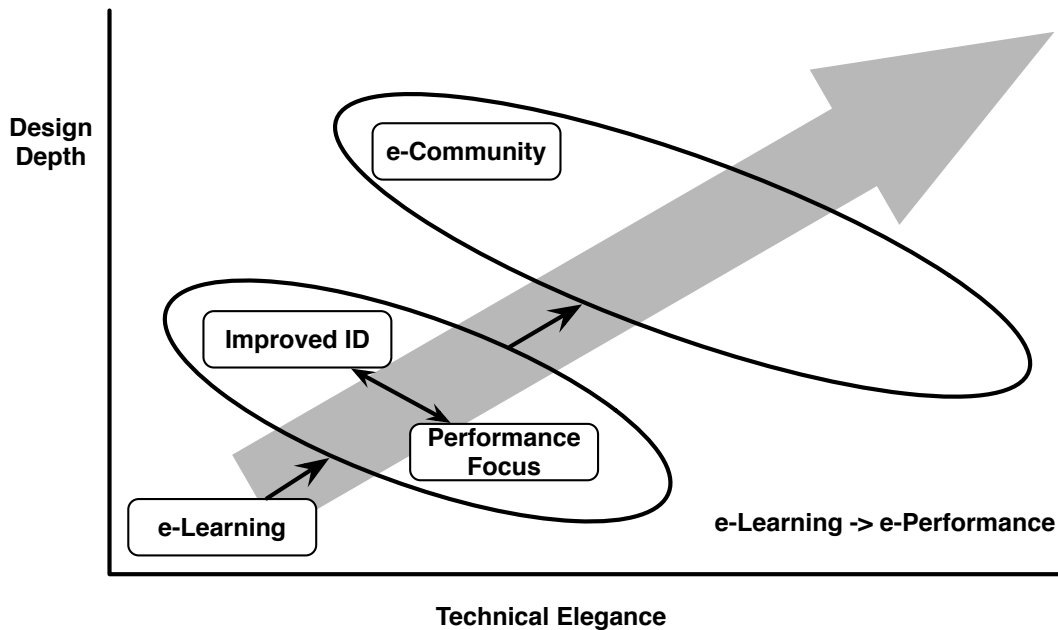 Design
Depth
e-Community
Improved ID
Performance
Focus
e-Learning
e-Learning -> e-Performance
Technical Elegance